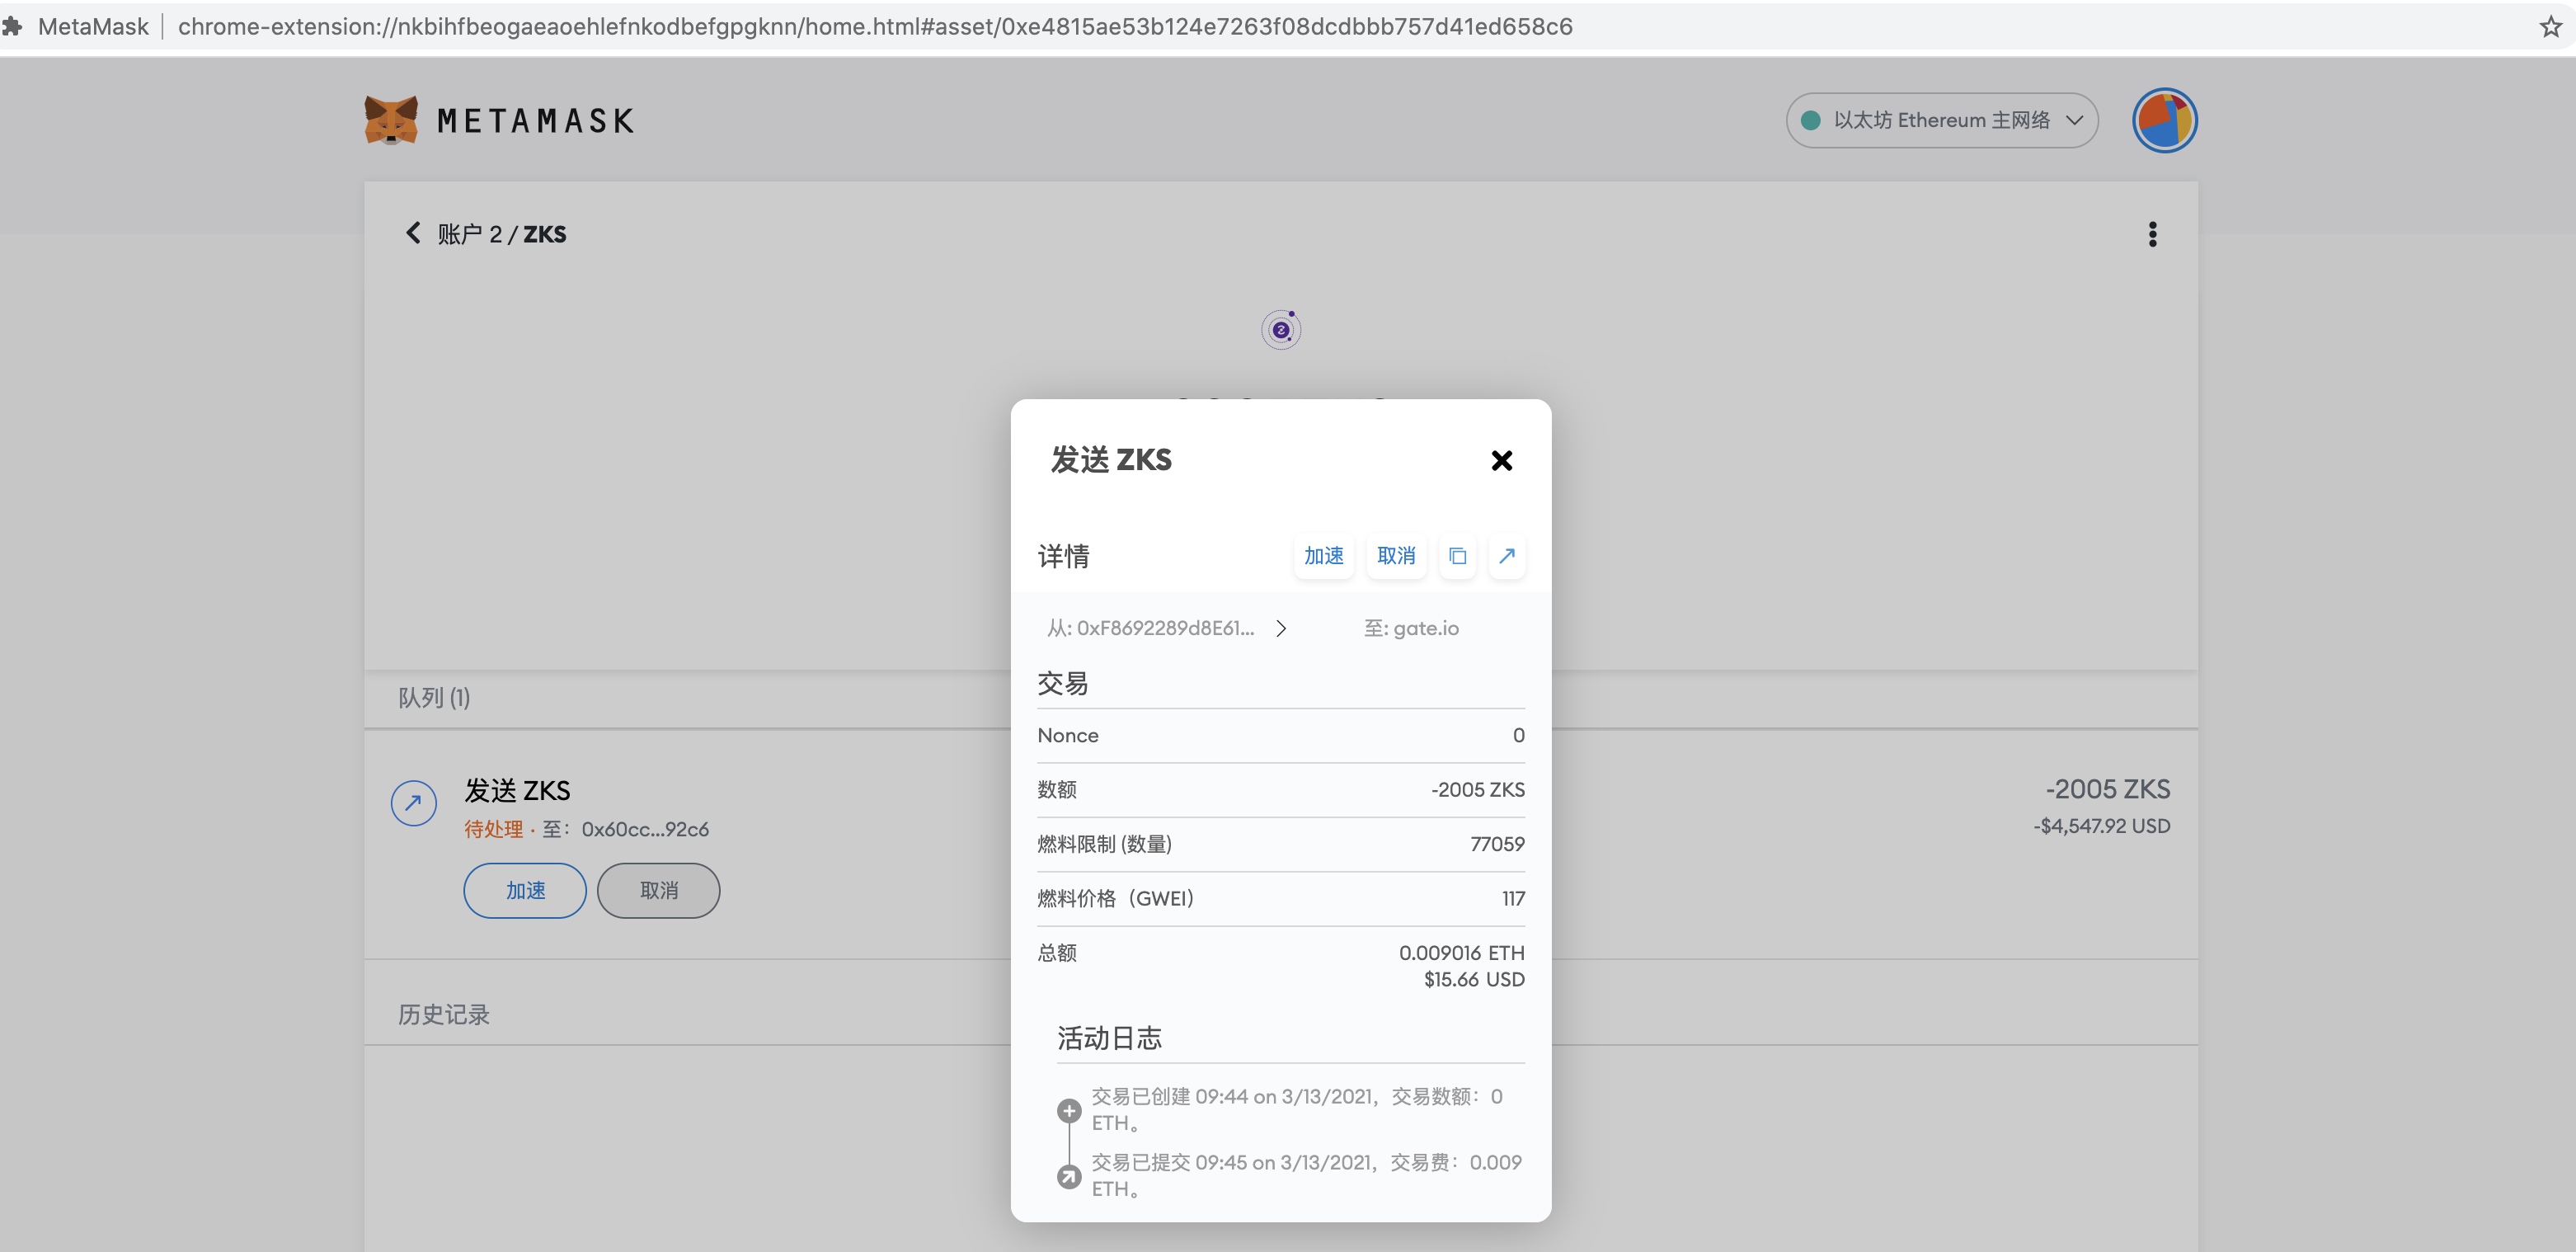 MetaMask
chrome-extension://nkbihfbeogaeaoehlefnkodbefgpgknn/home.html#asset/0xe4815ae53b124e7263f08dcdbbb757d41ed658c6
METAMASK
以太坊 Ethereum 主网络
账户 2 / ZKS
发送 ZKS
详情
加速
取消
从: 0xF8692289d8E61...
至: gate.io
交易
Nonce
0
数额
-2005 ZKS
燃料限制 (数量)
77059
燃料价格（GWEI）
117
总额
0.009016 ETH
$15.66 USD
活动日志
交易已创建 09:44 on 3/13/2021，交易数额：0
ETH。
交易已提交 09:45 on 3/13/2021，交易费：0.009
ETH。
队列 (1)
发送 ZKS
待处理 · 至：0x60cc...92c6
加速
取消
-2005 ZKS
-$4,547.92 USD
历史记录